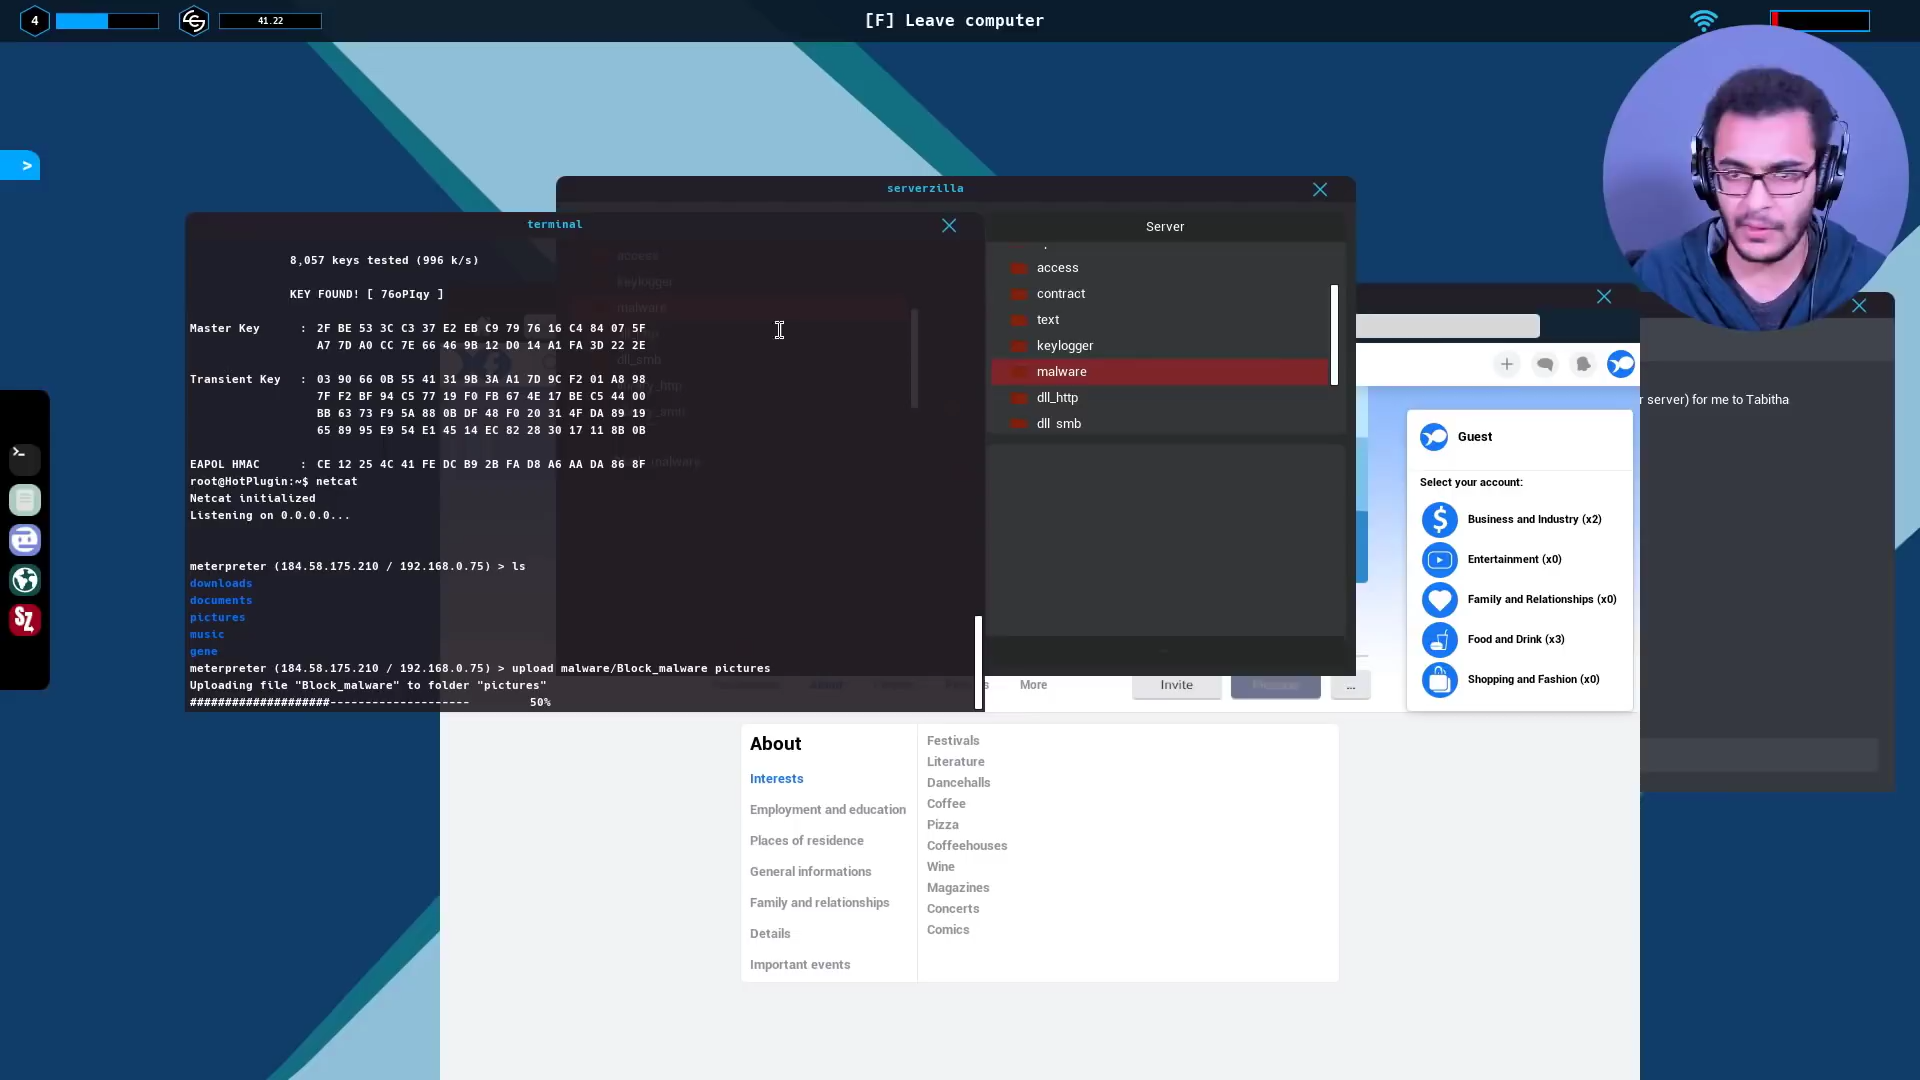 4
41.22
[F] Leave computer
>
serverzilla
terminal
Server
8,057 keys tested (996 k/s)
KEY FOUND! [ 76oPIqy ]
Master Key : 2F BE 53 3C C3 37 E2 EB C9 79 76 16 C4 84 07 5F
A7 7D A0 CC 7E 66 46 9B 12 D0 14 A1 FA 3D 22 2E
Transient Key : 03 90 66 0B 55 41 31 9B 3A A1 7D 9C F2 01 A8 98
7F F2 BF 94 C5 77 19 F0 FB 67 4E 17 BE C5 44 00
BB 63 73 F9 5A 88 0B DF 48 F0 20 31 4F DA 89 19
65 89 95 E9 54 E1 45 14 EC 82 28 30 17 11 8B 0B
EAPOL HMAC : CE 12 25 4C 41 FE DC B9 2B FA D8 A6 AA DA 86 8F
root@HotPlugin:~$ netcat
Netcat initialized
Listening on 0.0.0.0...
meterpreter (184.58.175.210 / 192.168.0.75) > ls
downloads
documents
pictures
music
gene
meterpreter (184.58.175.210 / 192.168.0.75) > upload malware/Block_malware pictures
Uploading file "Block_malware" to folder "pictures"
####################-------------------- 50%
access
keylogger
malware
dll_smb
access
contract
text
keylogger
malware
dll_http
dll smb
r server) for me to Tabitha
Guest
Select your account:
Business and Industry (x2)
Entertainment (x0)
Family and Relationships (x0)
Food and Drink (x3)
Shopping and Fashion (x0)
More
Invite
Message
...
About
Interests
Employment and education
Places of residence
General informations
Family and relationships
Details
Important events
Festivals
Literature
Dancehalls
Coffee
Pizza
Coffeehouses
Wine
Magazines
Concerts
Comics